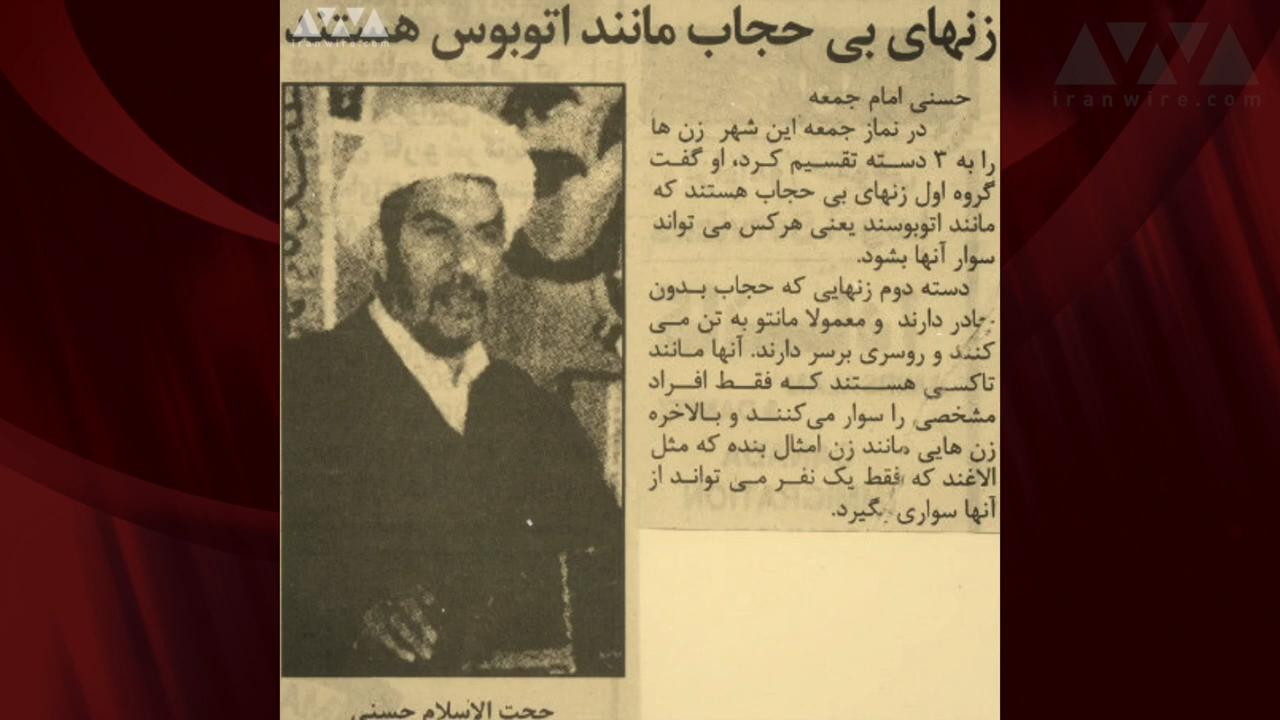 زنهای بی حجاب مانند اتوبوس هستند
iranwire.com
iranwire.com
حسنی امام جمعه
در نماز جمعه این شهر زن ها
را به ۳ دسته تقسیم کرد، او گفت
گروه اول زنهای بی حجاب هستند که
مانند اتوبوسند یعنی هرکس می تواند
سوار آنها بشود.
دسته دوم زنهایی که حجاب بدون
چادر دارند و معمولا مانتو به تن می
کنند و روسری برسر دارند. آنها مانند
تاکسی هستند که فقط افراد
مشخصی را سوار می‌کنند و بالاخره
زن هایی مانند زن امثال بنده که مثل
الاغند که فقط یک نفر می تواند از
آنها سواری بگیرد.
حجت الاسلام حسنی